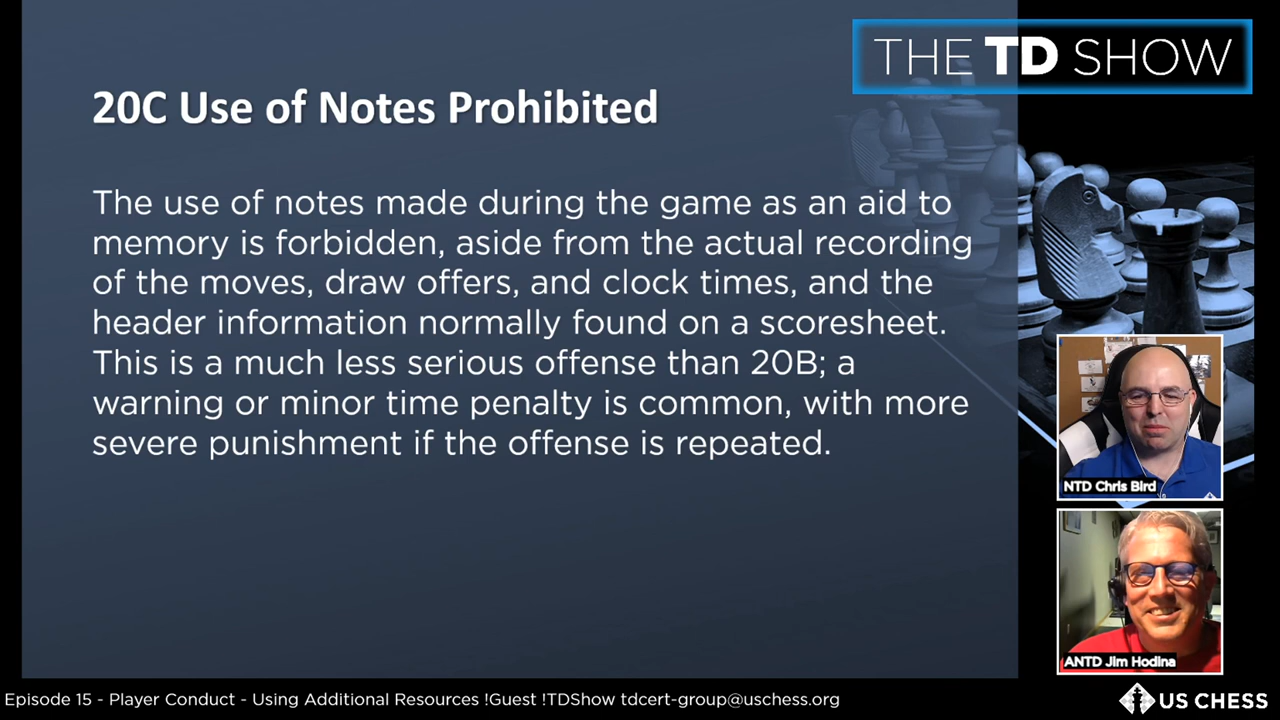 THE TD SHOW
20C Use of Notes Prohibited
The use of notes made during the game as an aid to
memory is forbidden, aside from the actual recording
of the moves, draw offers, and clock times, and the
header information normally found on a scoresheet.
This is a much less serious offense than 20B; a
warning or minor time penalty is common, with more
severe punishment if the offense is repeated.
NTD Chris Bird
ANTD Jim Hodina
Episode 15 - Player Conduct - Using Additional Resources !Guest !TDShow tdcert-group@uschess.org
US CHESS